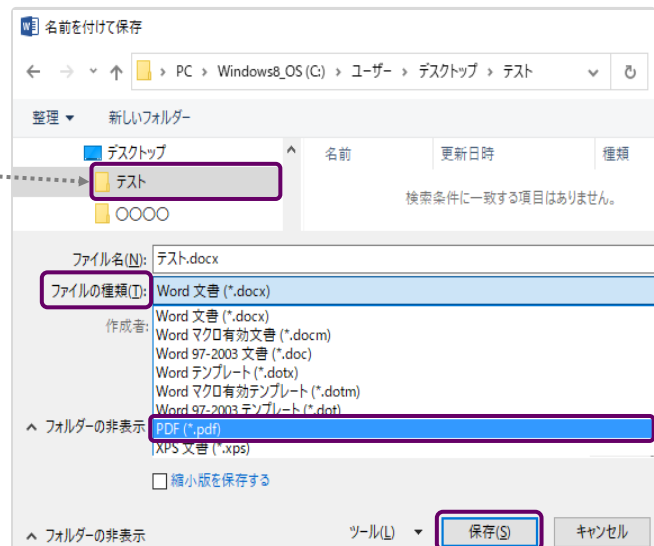 名前を付けて保存
PC › Windows8_OS (C:) › ユーザー › デスクトップ › テスト
整理 新しいフォルダー
デスクトップ 名前 更新日時 種類
テスト
検索条件に一致する項目はありません。
〇〇〇〇
ファイル名(N): テスト.docx
ファイルの種類(T): Word 文書 (*.docx)
Word 文書 (*.docx)
作成者:
Word マクロ有効文書 (*.docm)
Word 97-2003 文書 (*.doc)
Word テンプレート (*.dotx)
Word マクロ有効テンプレート (*.dotm)
Word 97-2003 テンプレート (*.dot)
フォルダーの非表示 PDF (*.pdf)
XPS 文書 (*.xps)
縮小版を保存する
フォルダーの非表示 ツール(L) 保存(S) キャンセル